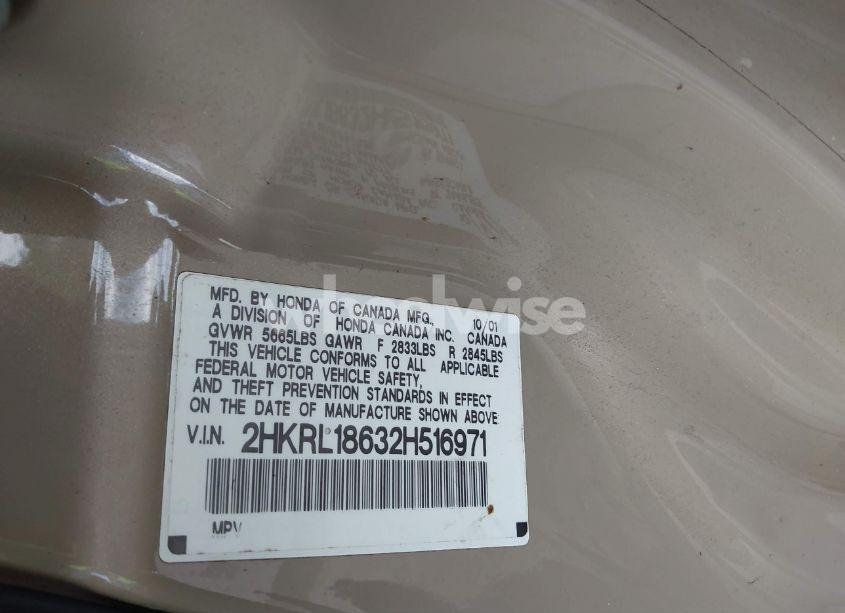 MFD. BY HONDA OF CANADA MFG., 10/01
A DIVISION OF HONDA CANADA INC. CANADA
GVWR 5665LBS GAWR F 2833LBS R 2845LBS
THIS VEHICLE CONFORMS TO ALL APPLICABLE
FEDERAL MOTOR VEHICLE SAFETY,
AND THEFT PREVENTION STANDARDS IN EFFECT
ON THE DATE OF MANUFACTURE SHOWN ABOVE
V.I.N. 2HKRL18632H516971
MPV
wheelwise